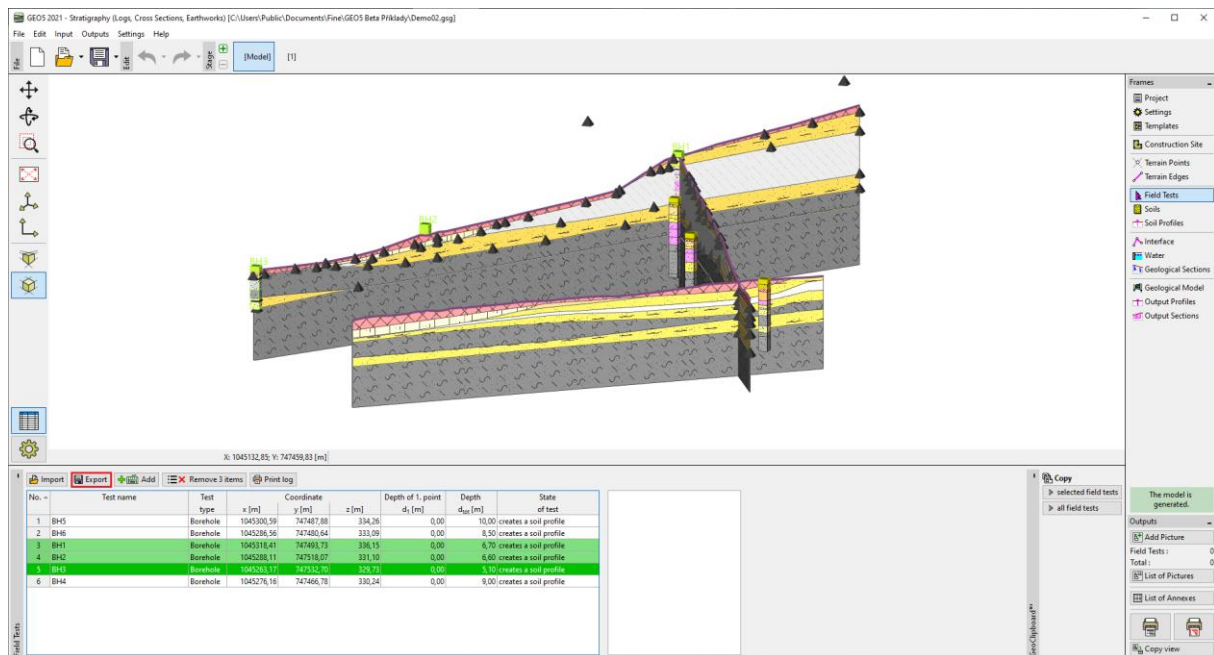 GEO5 2021 - Stratigraphy (Logs, Cross Sections, Earthworks) [C:\Users\Public\Documents\Fine\GEO5 Beta Příklady\Demo02.gsg]
File Edit Input Outputs Settings Help
File
Edit
Stage
[Model] [1]
BH1
BH2
BH3
X: 1045132,85; Y: 747459,83 [m]
Frames
Project
Settings
Templates
Construction Site
Terrain Points
Terrain Edges
Field Tests
Soils
Soil Profiles
Interface
Water
Geological Sections
Geological Model
Output Profiles
Output Sections
Field Tests
Import Export Add Remove 3 items Print log
No. Test name Test Coordinate Depth of 1. point Depth State
type x [m] y [m] z [m] d1 [m] dtot [m] of test
1 BH5 Borehole 1045300,59 747487,88 334,26 0,00 10,00 creates a soil profile
2 BH6 Borehole 1045286,56 747480,64 333,09 0,00 8,50 creates a soil profile
3 BH1 Borehole 1045318,41 747493,73 336,15 0,00 6,70 creates a soil profile
4 BH2 Borehole 1045288,11 747518,07 331,10 0,00 6,60 creates a soil profile
5 BH3 Borehole 1045263,17 747532,70 329,73 0,00 5,10 creates a soil profile
6 BH4 Borehole 1045276,16 747466,78 330,24 0,00 9,00 creates a soil profile
GeoClipboard™
Copy
selected field tests
all field tests
The model is
generated.
Outputs
Add Picture
Field Tests : 0
Total : 0
List of Pictures
List of Annexes
Copy view